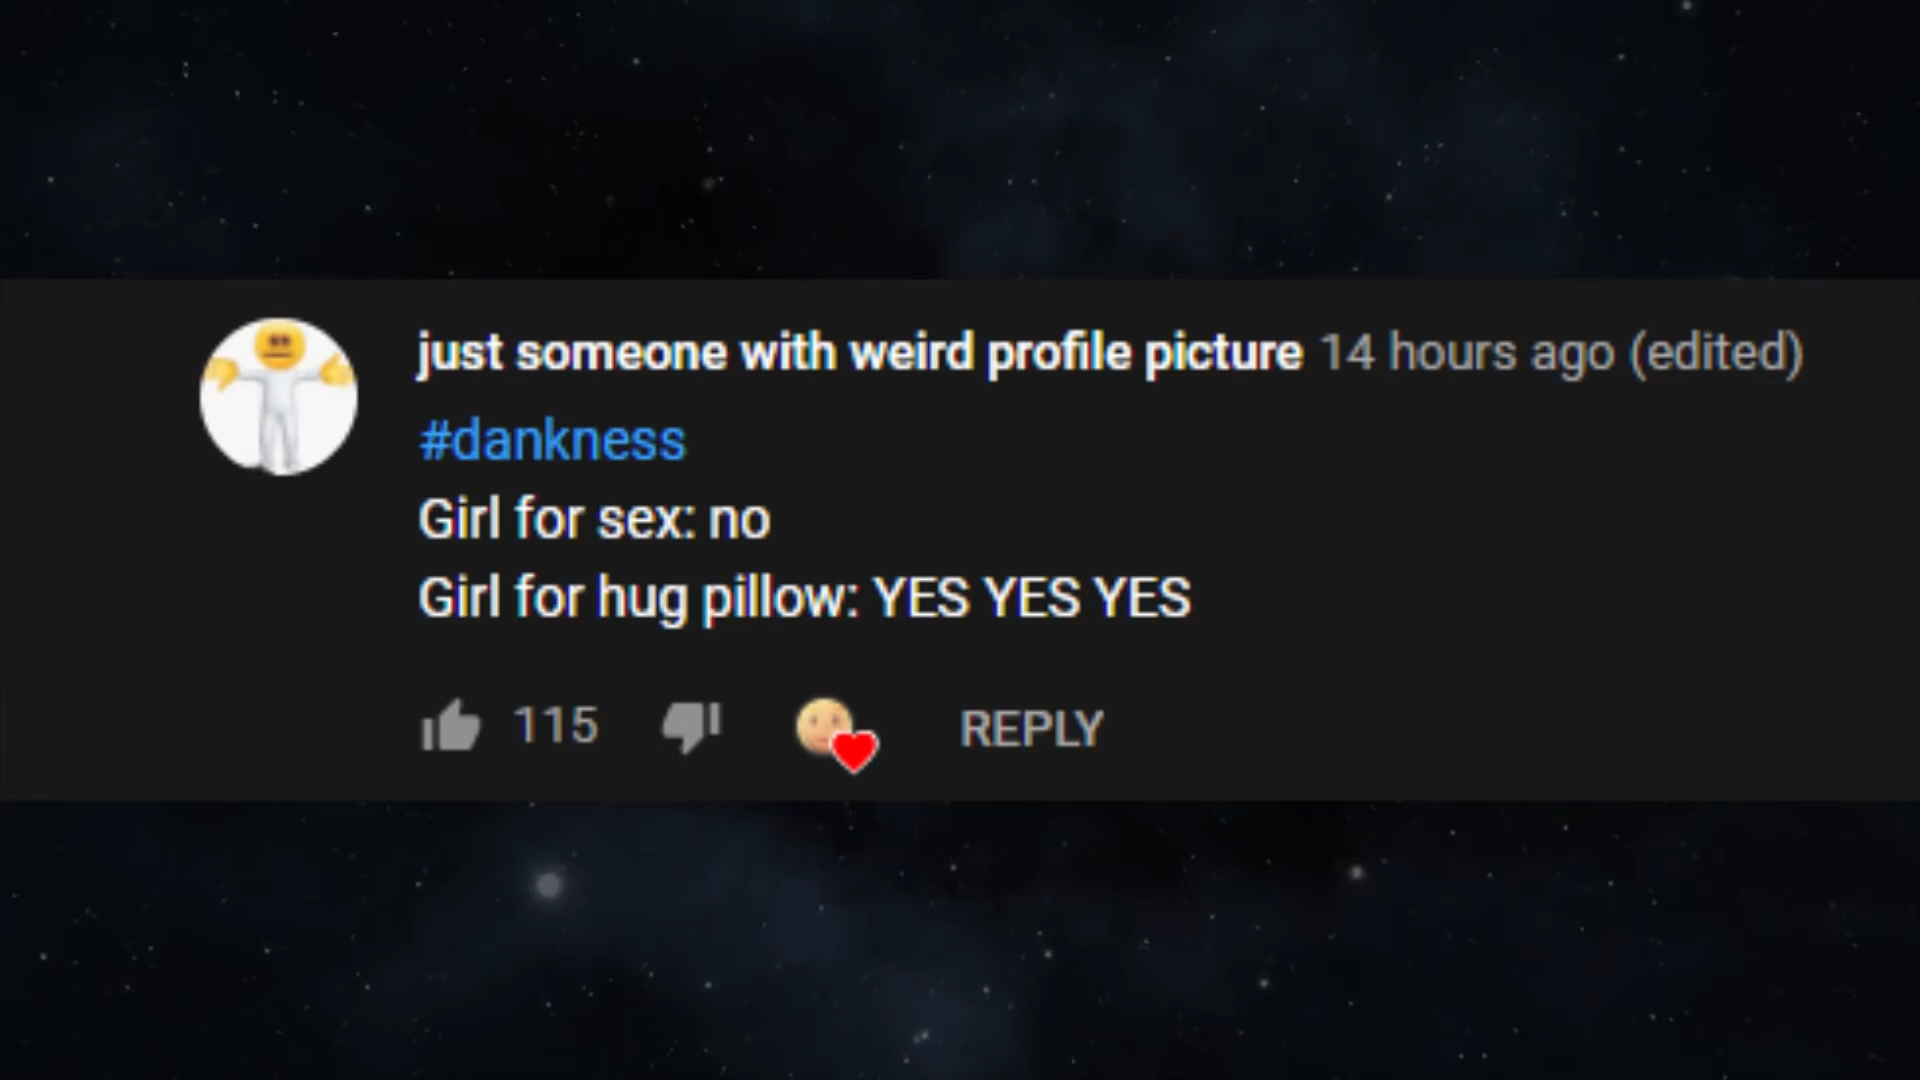 just someone with weird profile picture 14 hours ago (edited)
#dankness
Girl for sex: no
Girl for hug pillow: YES YES YES
115 REPLY